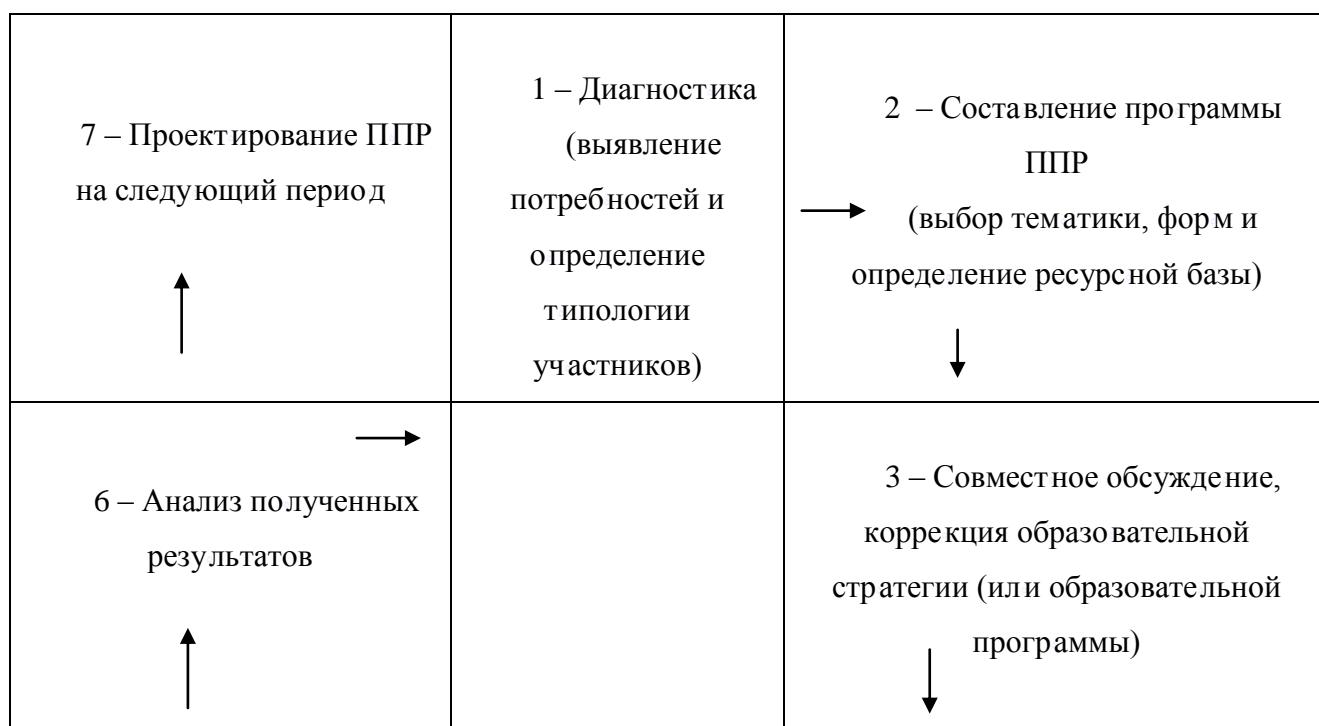 7 – Проектирование ППР
на следующий период
1 – Диагностика
(выявление
потребностей и
определение
типологии
участников)
2 – Составление программы
ППР
(выбор тематики, форм и
определение ресурсной базы)
6 – Анализ полученных
результатов
3 – Совместное обсуждение,
коррекция образовательной
стратегии (или образовательной
программы)